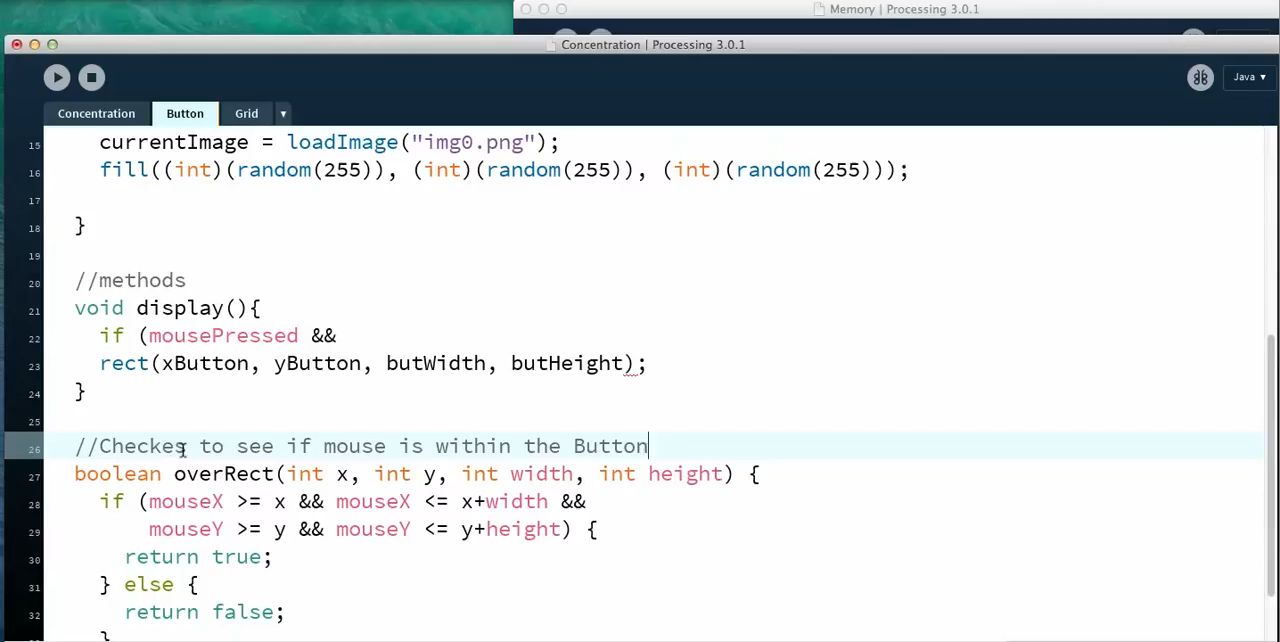 Memory | Processing 3.0.1
Concentration | Processing 3.0.1
Java ▾
Concentration Button Grid ▾
15 currentImage = loadImage("img0.png");
16 fill((int)(random(255)), (int)(random(255)), (int)(random(255)));
17
18 }
19
20 //methods
21 void display(){
22 if (mousePressed &&
23 rect(xButton, yButton, butWidth, butHeight);
24 }
25
26 //Checkes to see if mouse is within the Button
27 boolean overRect(int x, int y, int width, int height) {
28 if (mouseX >= x && mouseX <= x+width &&
29 mouseY >= y && mouseY <= y+height) {
30 return true;
31 } else {
32 return false;
}